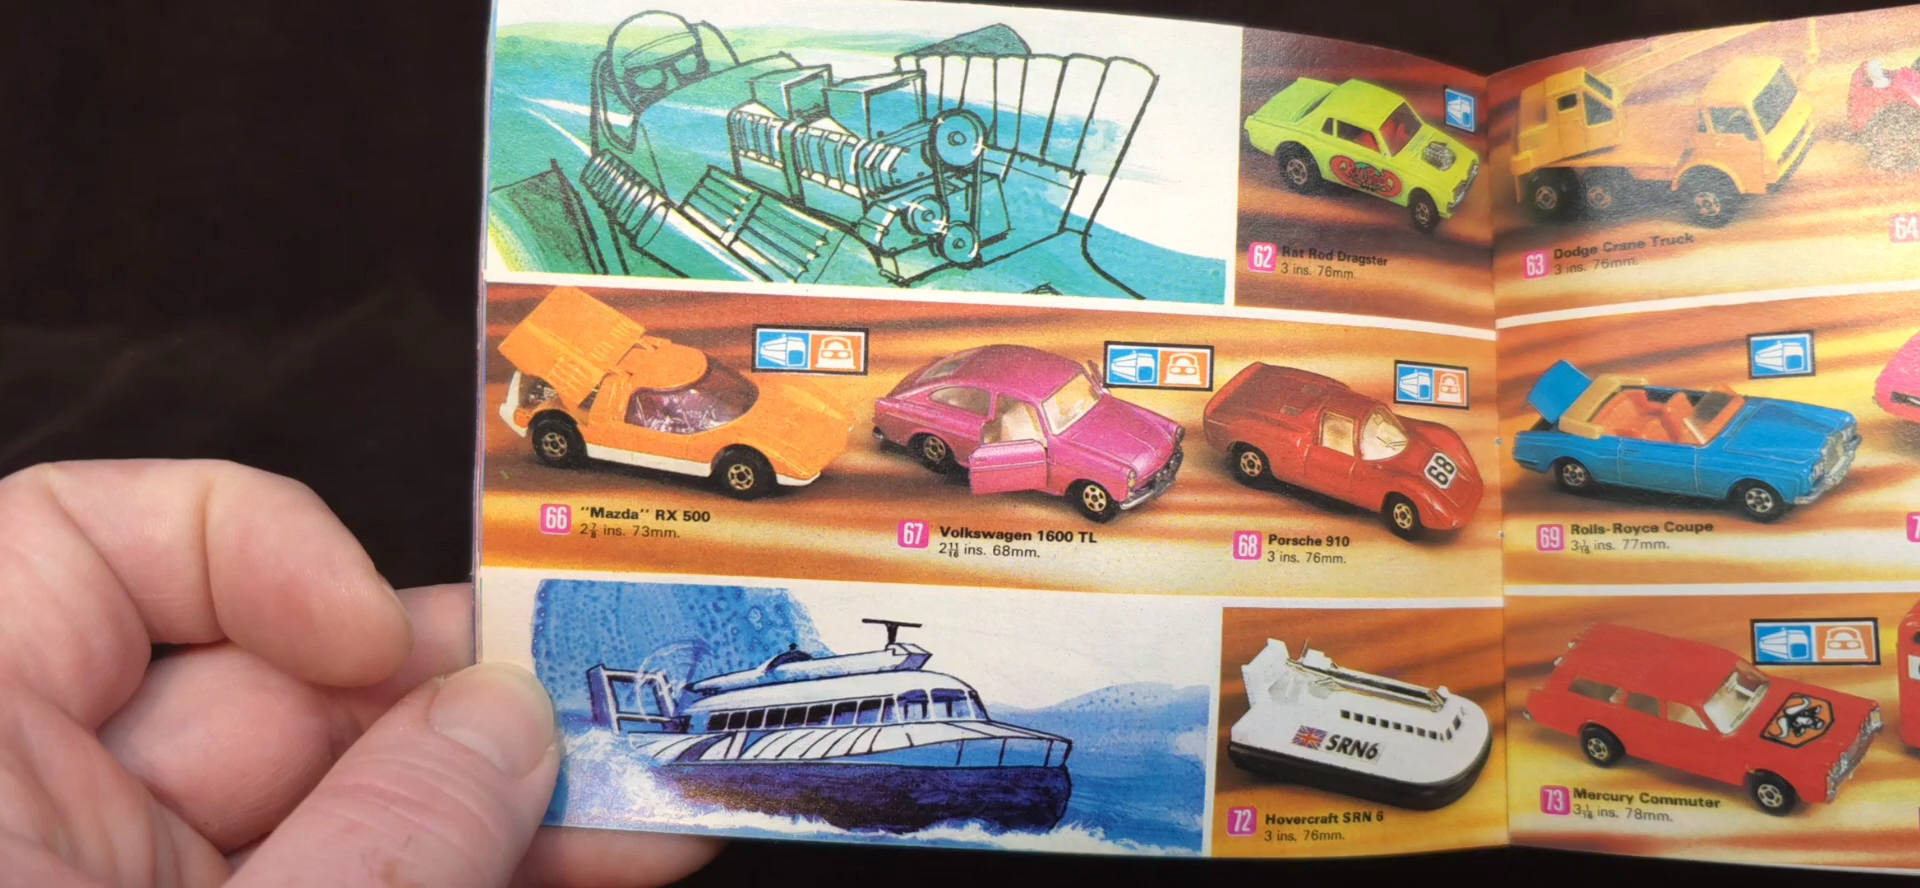 62 Rat Rod Dragster
3 ins. 76mm.
63 Dodge Crane Truck
3 ins. 76mm.
64
66 "Mazda" RX 500
2⅞ ins. 73mm.
67 Volkswagen 1600 TL
2 11/16 ins. 68mm.
68
68 Porsche 910
3 ins. 76mm.
69 Rolls-Royce Coupe
3 1/16 ins. 77mm.
SRN6
72 Hovercraft SRN 6
3 ins. 76mm.
73 Mercury Commuter
3 1/16 ins. 78mm.